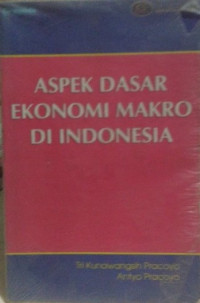 ASPEK DASAR
EKONOMI MAKRO
DI INDONESIA
Tri Kunawangsih Pracoyo
Antyo Pracoyo